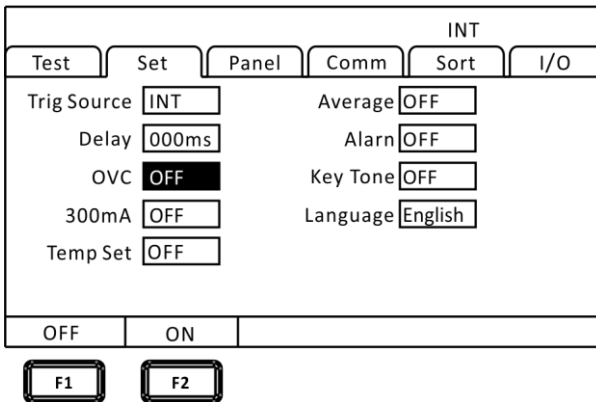 INT
Test Set Panel Comm Sort I/O
Trig Source INT Average OFF
Delay 000ms Alarn OFF
OVC OFF Key Tone OFF
300mA OFF Language English
Temp Set OFF
OFF ON
F1 F2